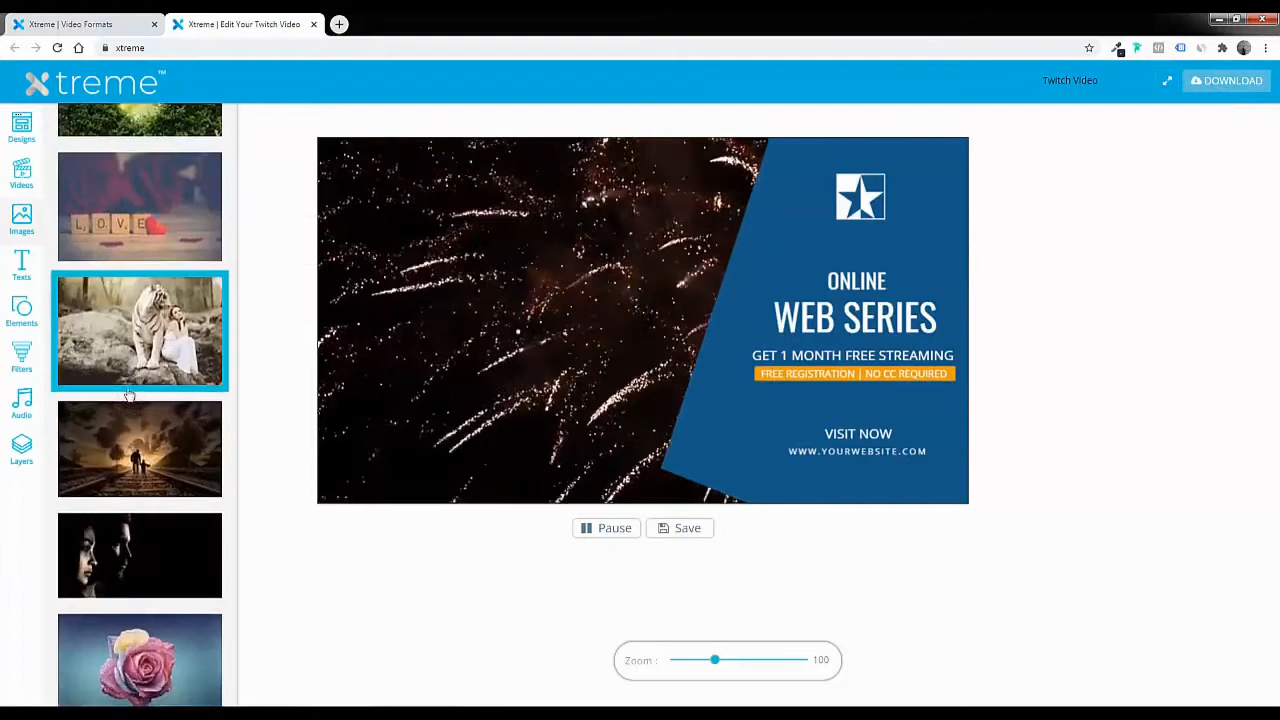 Xtreme | Video Formats
Xtreme | Edit Your Twitch Video
xtreme
Xtreme™
Twitch Video
DOWNLOAD
Designs
Videos
Images
Texts
Elements
Filters
Audio
Layers
LOVE
ONLINE
WEB SERIES
GET 1 MONTH FREE STREAMING
FREE REGISTRATION | NO CC REQUIRED
VISIT NOW
WWW.YOURWEBSITE.COM
Pause
Save
Zoom :
100